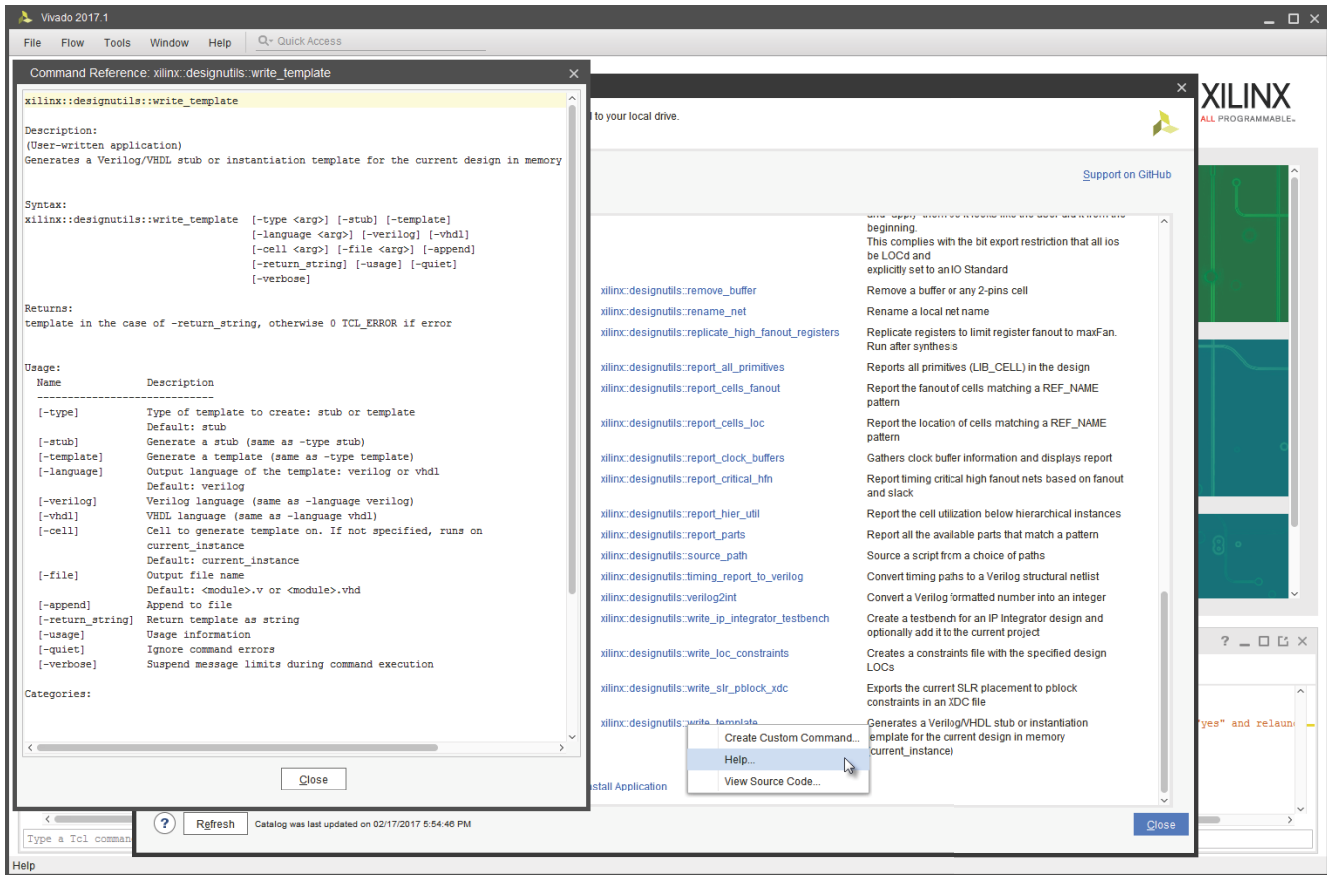 Vivado 2017.1
File Flow Tools Window Help Quick Access
Command Reference: xilinx::designutils::write_template
xilinx::designutils::write_template
Description:
(User-written application)
Generates a Verilog/VHDL stub or instantiation template for the current design in memory
Syntax:
xilinx::designutils::write_template [-type <arg>] [-stub] [-template]
[-language <arg>] [-verilog] [-vhdl]
[-cell <arg>] [-file <arg>] [-append]
[-return_string] [-usage] [-quiet]
[-verbose]
Returns:
template in the case of -return_string, otherwise 0 TCL_ERROR if error
Usage:
Name Description
------------------------------
[-type] Type of template to create: stub or template
Default: stub
[-stub] Generate a stub (same as -type stub)
[-template] Generate a template (same as -type template)
[-language] Output language of the template: verilog or vhdl
Default: verilog
[-verilog] Verilog language (same as -language verilog)
[-vhdl] VHDL language (same as -language vhdl)
[-cell] Cell to generate template on. If not specified, runs on
current_instance
Default: current_instance
[-file] Output file name
Default: <module>.v or <module>.vhd
[-append] Append to file
[-return_string] Return template as string
[-usage] Usage information
[-quiet] Ignore command errors
[-verbose] Suspend message limits during command execution
Categories:
Close
to your local drive.
XILINX
ALL PROGRAMMABLE
Support on GitHub
beginning.
This complies with the bit export restriction that all ios
be LOCd and
explicitly set to an IO Standard
xilinx::designutils::remove_buffer Remove a buffer or any 2-pins cell
xilinx::designutils::rename_net Rename a local net name
xilinx::designutils::replicate_high_fanout_registers Replicate registers to limit register fanout to maxFan.
Run after synthesis
xilinx::designutils::report_all_primitives Reports all primitives (LIB_CELL) in the design
xilinx::designutils::report_cells_fanout Report the fanout of cells matching a REF_NAME
pattern
xilinx::designutils::report_cells_loc Report the location of cells matching a REF_NAME
pattern
xilinx::designutils::report_clock_buffers Gathers clock buffer information and displays report
xilinx::designutils::report_critical_hfn Report timing critical high fanout nets based on fanout
and slack
xilinx::designutils::report_hier_util Report the cell utilization below hierarchical instances
xilinx::designutils::report_parts Report all the available parts that match a pattern
xilinx::designutils::source_path Source a script from a choice of paths
xilinx::designutils::timing_report_to_verilog Convert timing paths to a Verilog structural netlist
xilinx::designutils::verilog2int Convert a Verilog formatted number into an integer
xilinx::designutils::write_ip_integrator_testbench Create a testbench for an IP Integrator design and
optionally add it to the current project
xilinx::designutils::write_loc_constraints Creates a constraints file with the specified design
LOCs
xilinx::designutils::write_slr_pblock_xdc Exports the current SLR placement to pblock
constraints in an XDC file
xilinx::designutils::write_template Generates a Verilog/VHDL stub or instantiation
template for the current design in memory
(current_instance)
Create Custom Command...
Help...
View Source Code...
stall Application
"yes" and relaun
? Refresh Catalog was last updated on 02/17/2017 5:54:46 PM Close
Type a Tcl comman
Help